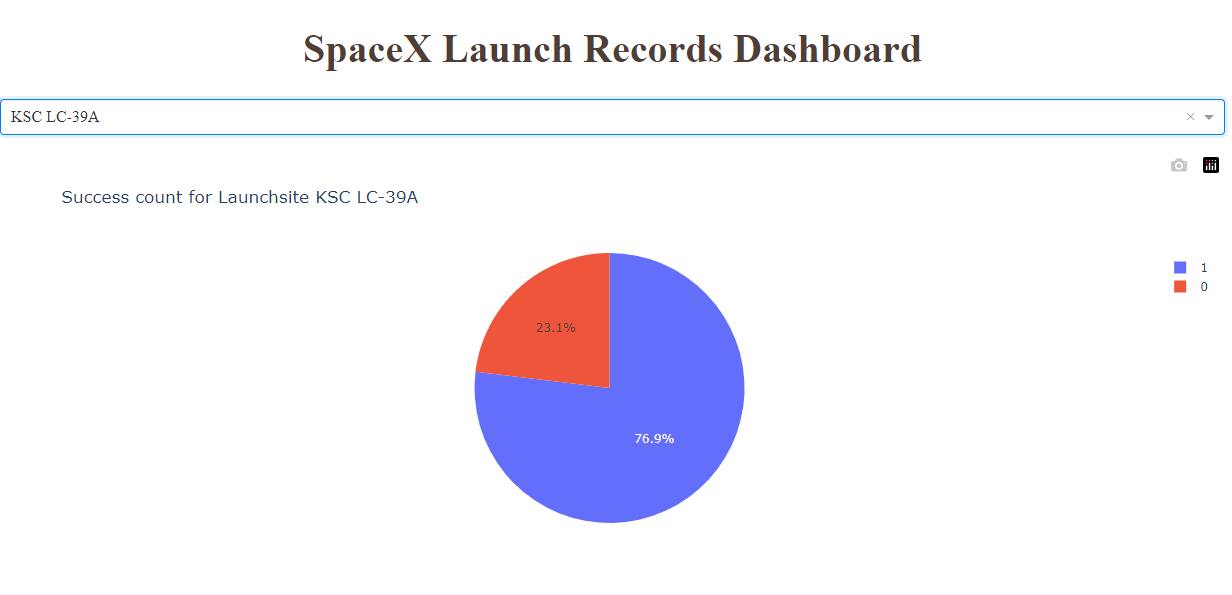 SpaceX Launch Records Dashboard
KSC LC-39A
×
Success count for Launchsite KSC LC-39A
1
0
23.1%
76.9%